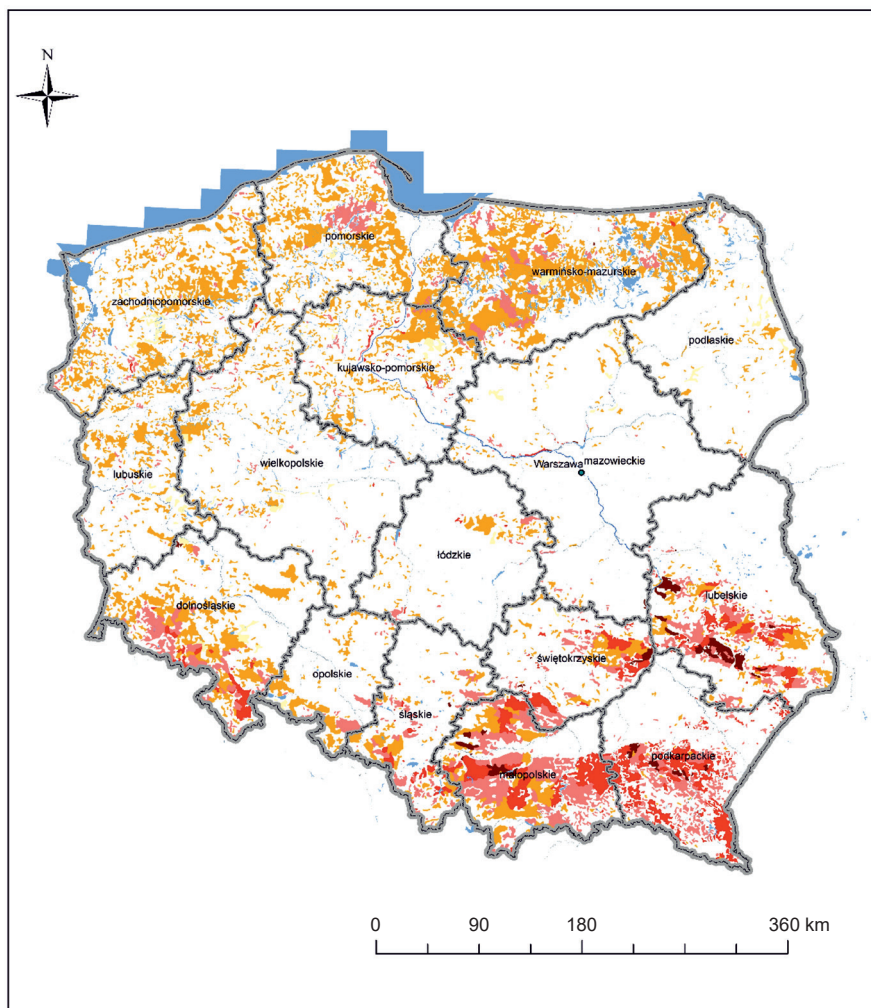 N
pomorskie
warmińsko-mazurskie
zachodniopomorskie
podlaskie
kujawsko-pomorskie
wielkopolskie
Warszawa mazowieckie
lubuskie
łódzkie
lubelskie
dolnośląskie
świętokrzyskie
opolskie
śląskie
podkarpackie
małopolskie
0 90 180 360 km